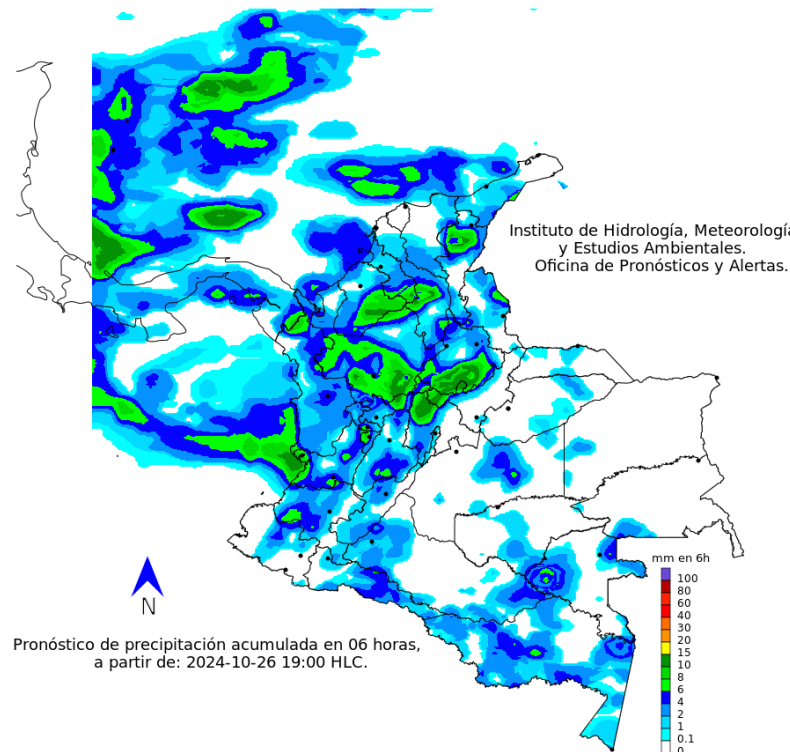 Instituto de Hidrología, Meteorología
y Estudios Ambientales.
Oficina de Pronósticos y Alertas.
mm en 6h
100
80
60
40
30
20
15
10
8
6
4
2
1
0.1
0
N
Pronóstico de precipitación acumulada en 06 horas,
a partir de: 2024-10-26 19:00 HLC.